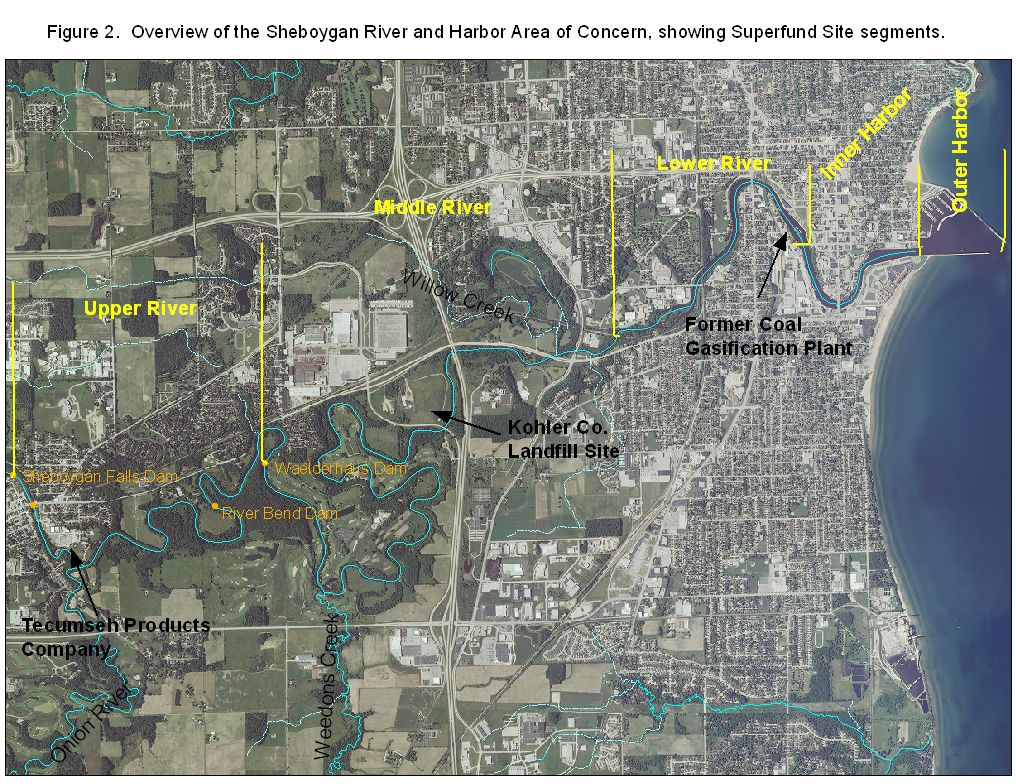 Figure 2. Overview of the Sheboygan River and Harbor Area of Concern, showing Superfund Site segments.
Outer Harbor
Inner Harbor
Lower River
Middle River
Willow Creek
Upper River
Former Coal
Gasification Plant
Kohler Co.
Landfill Site
Sheboygan Falls Dam
Waelderhaus Dam
River Bend Dam
Tecumseh Products
Company
Onion River
Weedons Creek